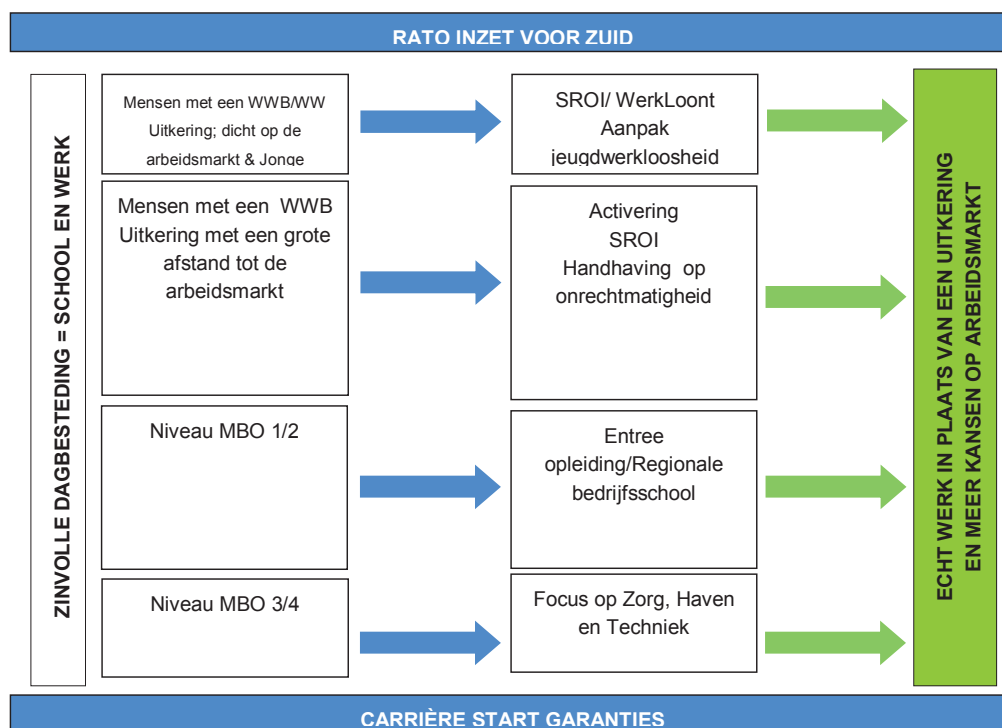 RATO INZET VOOR ZUID
ZINVOLLE DAGBESTEDING = SCHOOL EN WERK
Mensen met een WWB/WW
Uitkering; dicht op de
arbeidsmarkt & Jonge
SROI/ WerkLoont
Aanpak
jeugdwerkloosheid
Mensen met een WWB
Uitkering met een grote
afstand tot de
arbeidsmarkt
Activering
SROI
Handhaving op
onrechtmatigheid
Niveau MBO 1/2
Entree
opleiding/Regionale
bedrijfsschool
Niveau MBO 3/4
Focus op Zorg, Haven
en Techniek
ECHT WERK IN PLAATS VAN EEN UITKERING
EN MEER KANSEN OP ARBEIDSMARKT
CARRIÈRE START GARANTIES